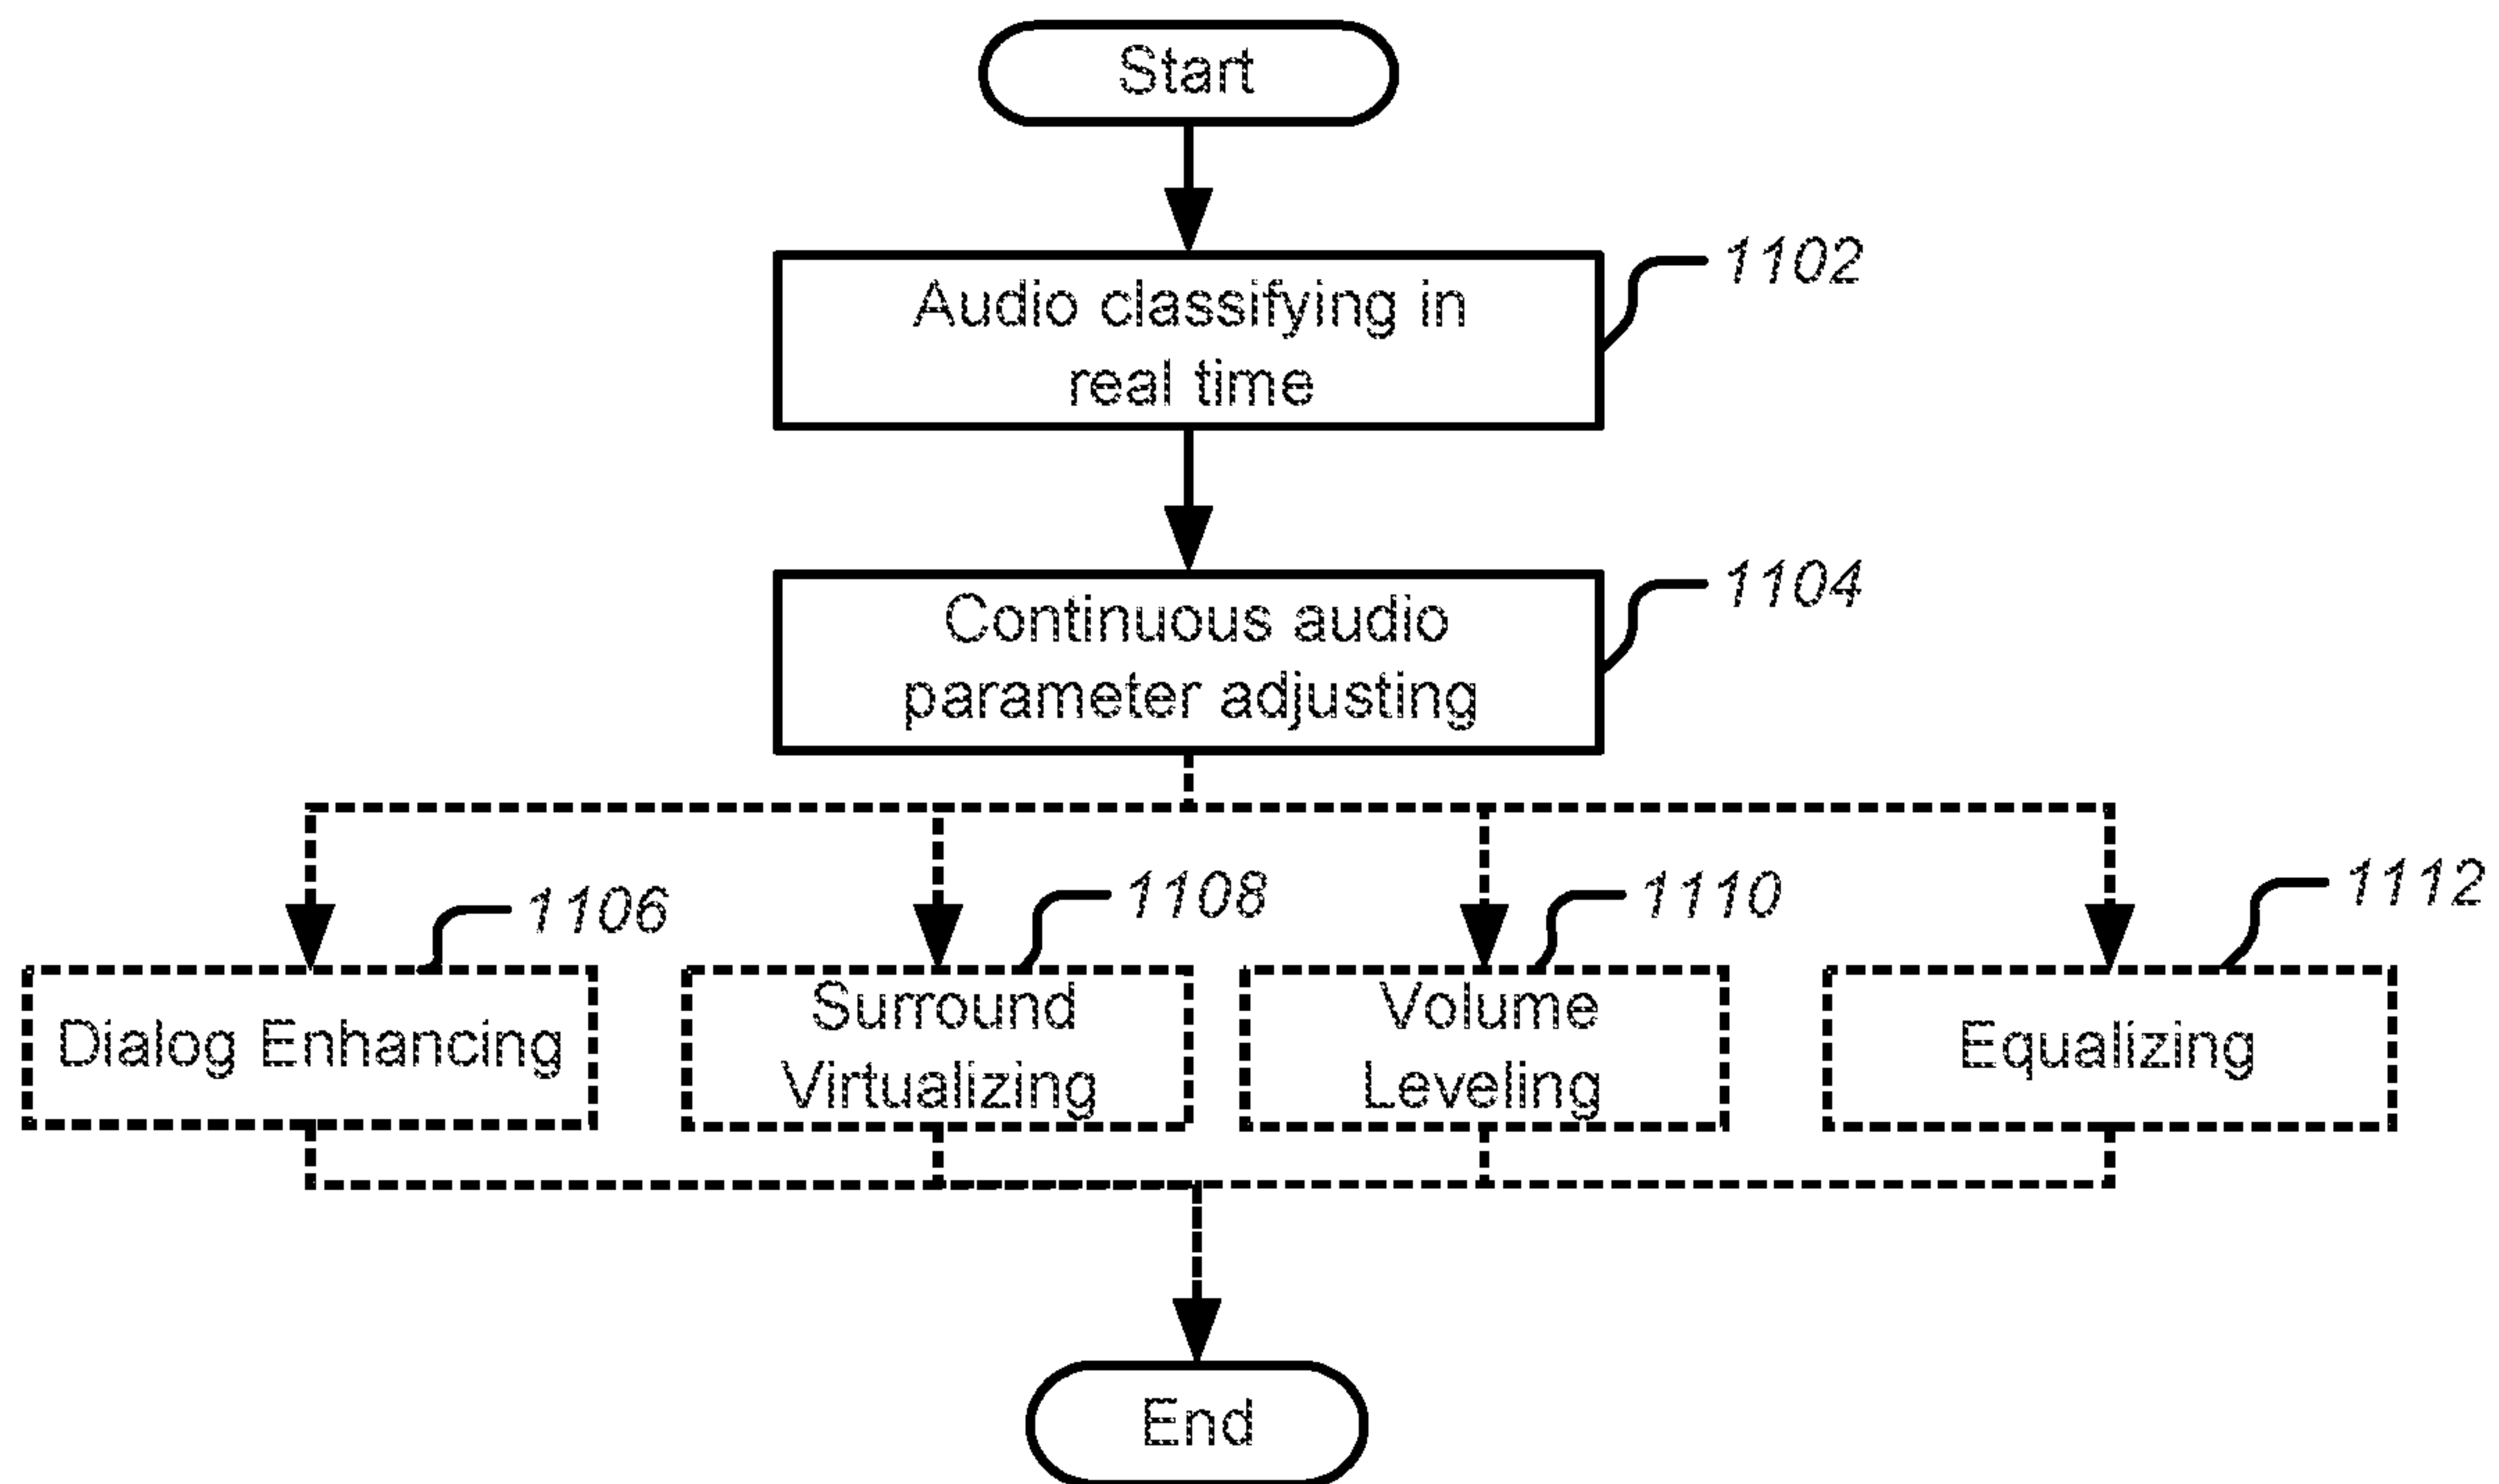 Start
Audio classifying in
real time
1102
Continuous audio
parameter adjusting
1104
1106
1108
1110
1112
Dialog Enhancing
Surround
Virtualizing
Volume
Leveling
Equalizing
End